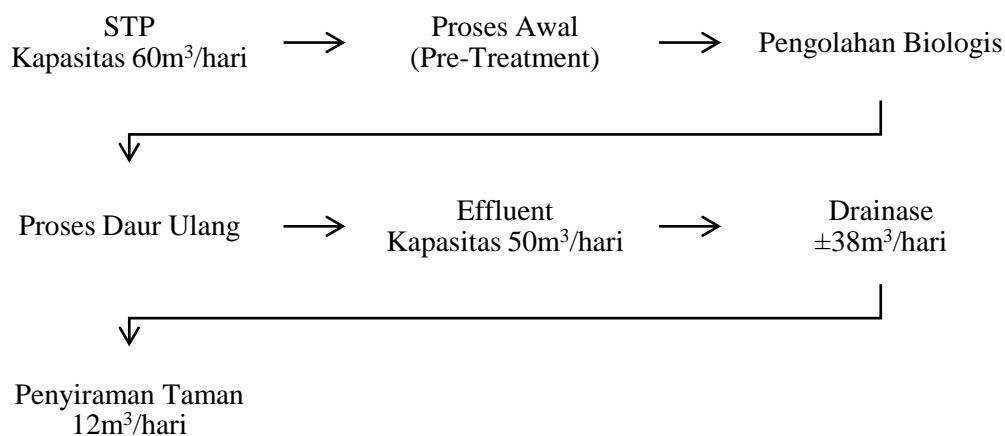 STP
Kapasitas 60m³/hari
Proses Awal
(Pre-Treatment)
Pengolahan Biologis
Proses Daur Ulang
Effluent
Kapasitas 50m³/hari
Drainase
±38m³/hari
Penyiraman Taman
12m³/hari